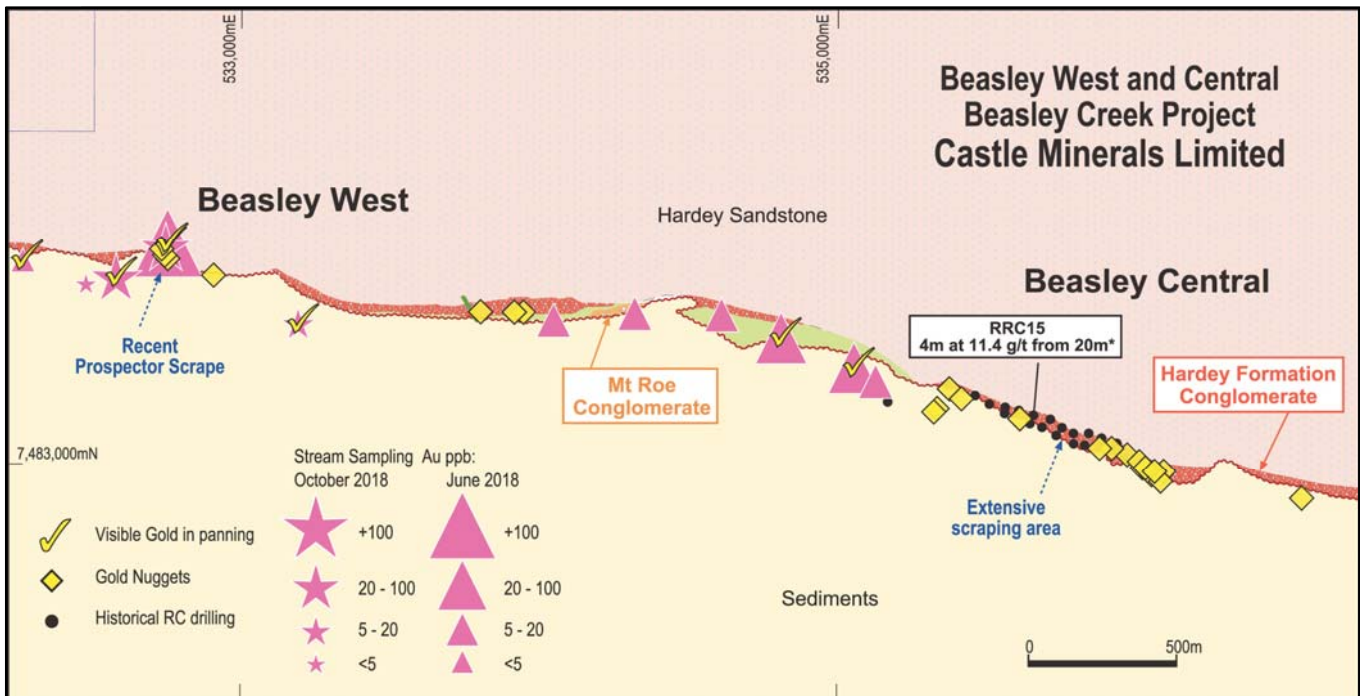 533,000mE
535,000mE
Beasley West and Central
Beasley Creek Project
Castle Minerals Limited
Beasley West
Hardey Sandstone
Beasley Central
RRC15
4m at 11.4 g/t from 20m*
Recent
Prospector Scrape
Mt Roe
Conglomerate
Hardey Formation
Conglomerate
7,483,000mN
Extensive
scraping area
Stream Sampling Au ppb:
October 2018 June 2018
Visible Gold in panning +100 +100
Gold Nuggets 20 - 100 20 - 100
Historical RC drilling 5 - 20 5 - 20
<5 <5
Sediments
0 500m